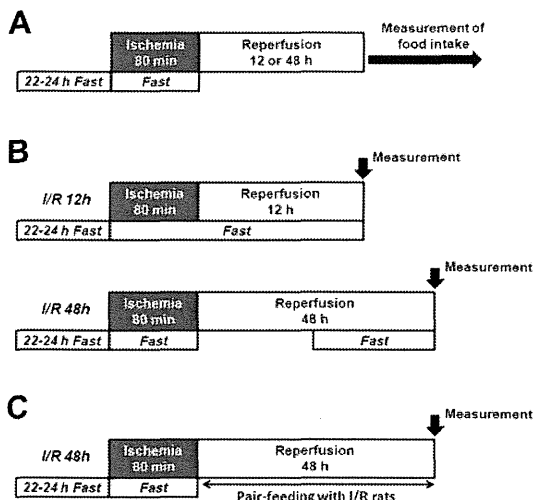 A
Ischemia
80 min
Reperfusion
12 or 48 h
Measurement of
food intake
22-24 h Fast
Fast
B
Measurement
I/R 12h
Ischemia
80 min
Reperfusion
12 h
22-24 h Fast
Fast
Measurement
I/R 48h
Ischemia
80 min
Reperfusion
48 h
22-24 h Fast
Fast
Fast
C
Measurement
I/R 48h
Ischemia
80 min
Reperfusion
48 h
22-24 h Fast
Fast
Pair-feeding with I/R rats